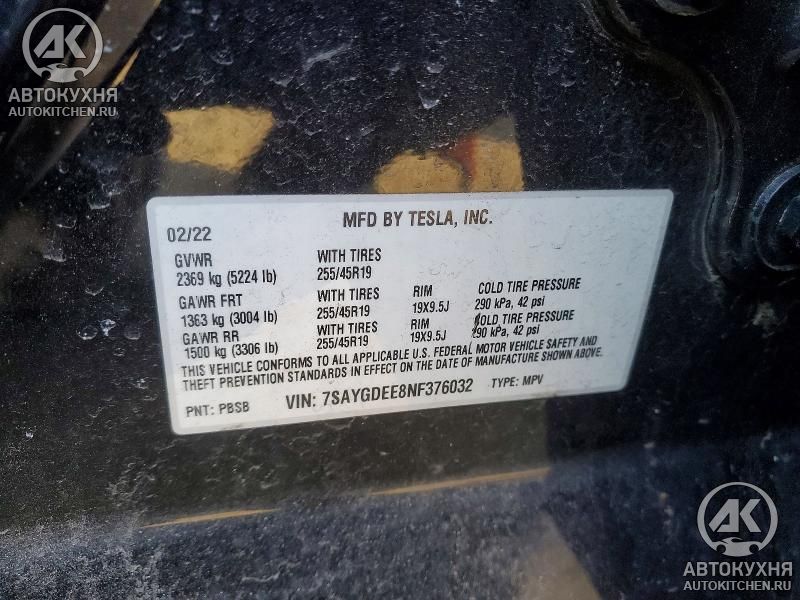 AK
АВТОКУХНЯ
AUTOKITCHEN.RU
MFD BY TESLA, INC.
02/22
GVWR WITH TIRES
2369 kg (5224 lb) 255/45R19
GAWR FRT WITH TIRES RIM COLD TIRE PRESSURE
1363 kg (3004 lb) 255/45R19 19X9.5J 290 kPa, 42 psi
GAWR RR WITH TIRES RIM COLD TIRE PRESSURE
1500 kg (3306 lb) 255/45R19 19X9.5J 290 kPa, 42 psi
THIS VEHICLE CONFORMS TO ALL APPLICABLE U.S. FEDERAL MOTOR VEHICLE SAFETY AND
THEFT PREVENTION STANDARDS IN EFFECT ON THE DATE OF MANUFACTURE SHOWN ABOVE.
PNT: PBSB VIN: 7SAYGDEE8NF376032 TYPE: MPV
AK
АВТОКУХНЯ
AUTOKITCHEN.RU